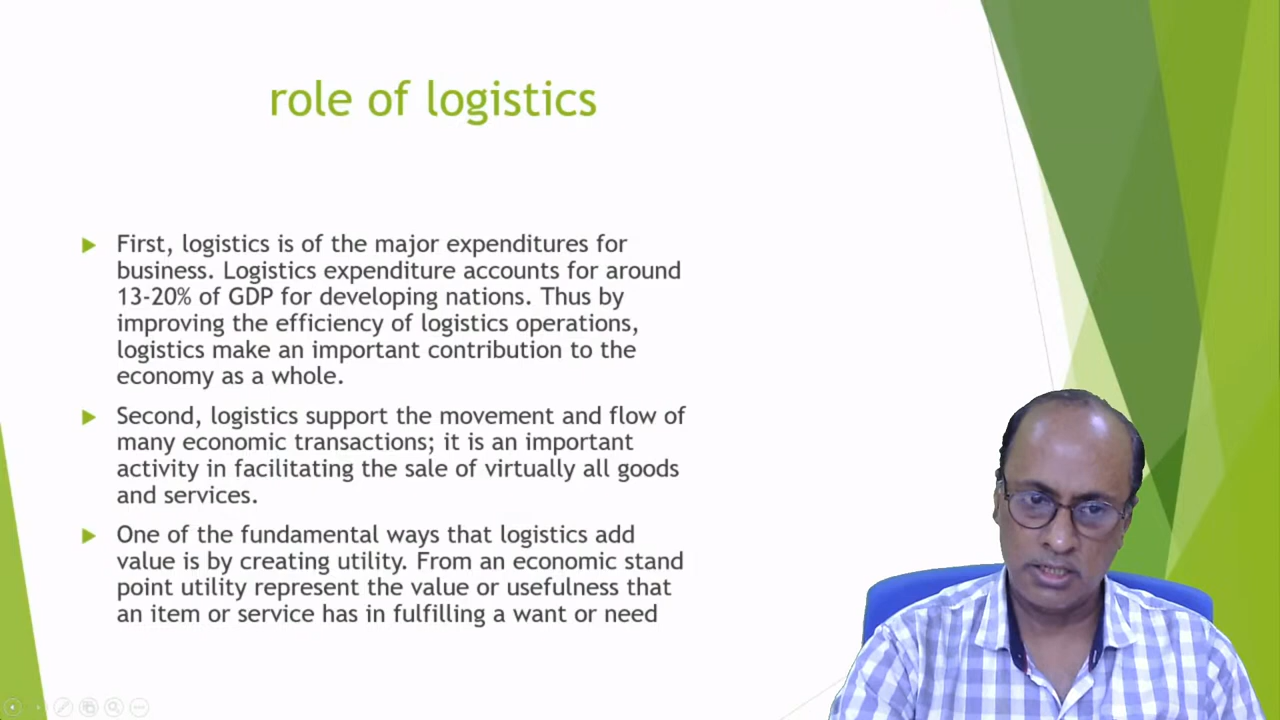 role of logistics
First, logistics is of the major expenditures for
business. Logistics expenditure accounts for around
13-20% of GDP for developing nations. Thus by
improving the efficiency of logistics operations,
logistics make an important contribution to the
economy as a whole.
Second, logistics support the movement and flow of
many economic transactions; it is an important
activity in facilitating the sale of virtually all goods
and services.
One of the fundamental ways that logistics add
value is by creating utility. From an economic stand
point utility represent the value or usefulness that
an item or service has in fulfilling a want or need